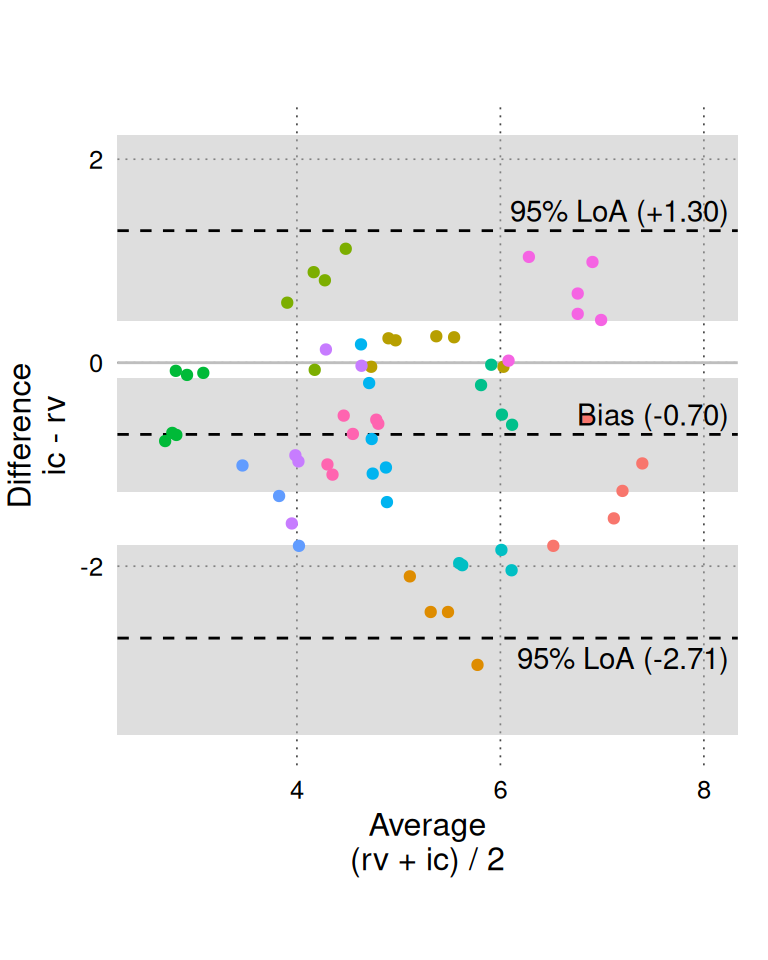 2
95% LoA (+1.30)
0
Bias (-0.70)
-2
95% LoA (-2.71)
Difference
ic - rv
4
6
8
Average
(rv + ic) / 2